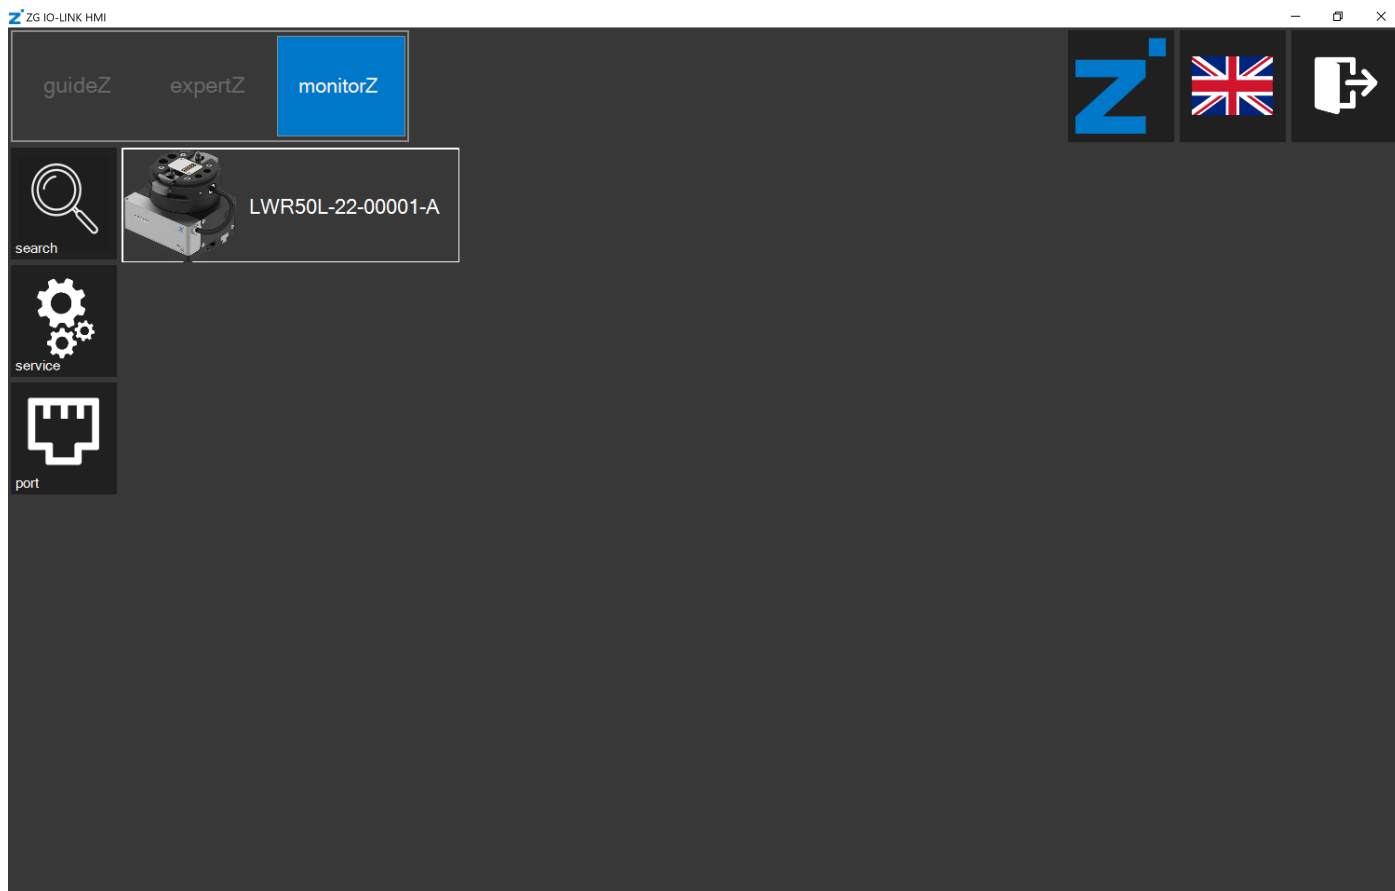 ZG IO-LINK HMI
guideZ expertZ monitorZ
LWR50L-22-00001-A
search
service
port